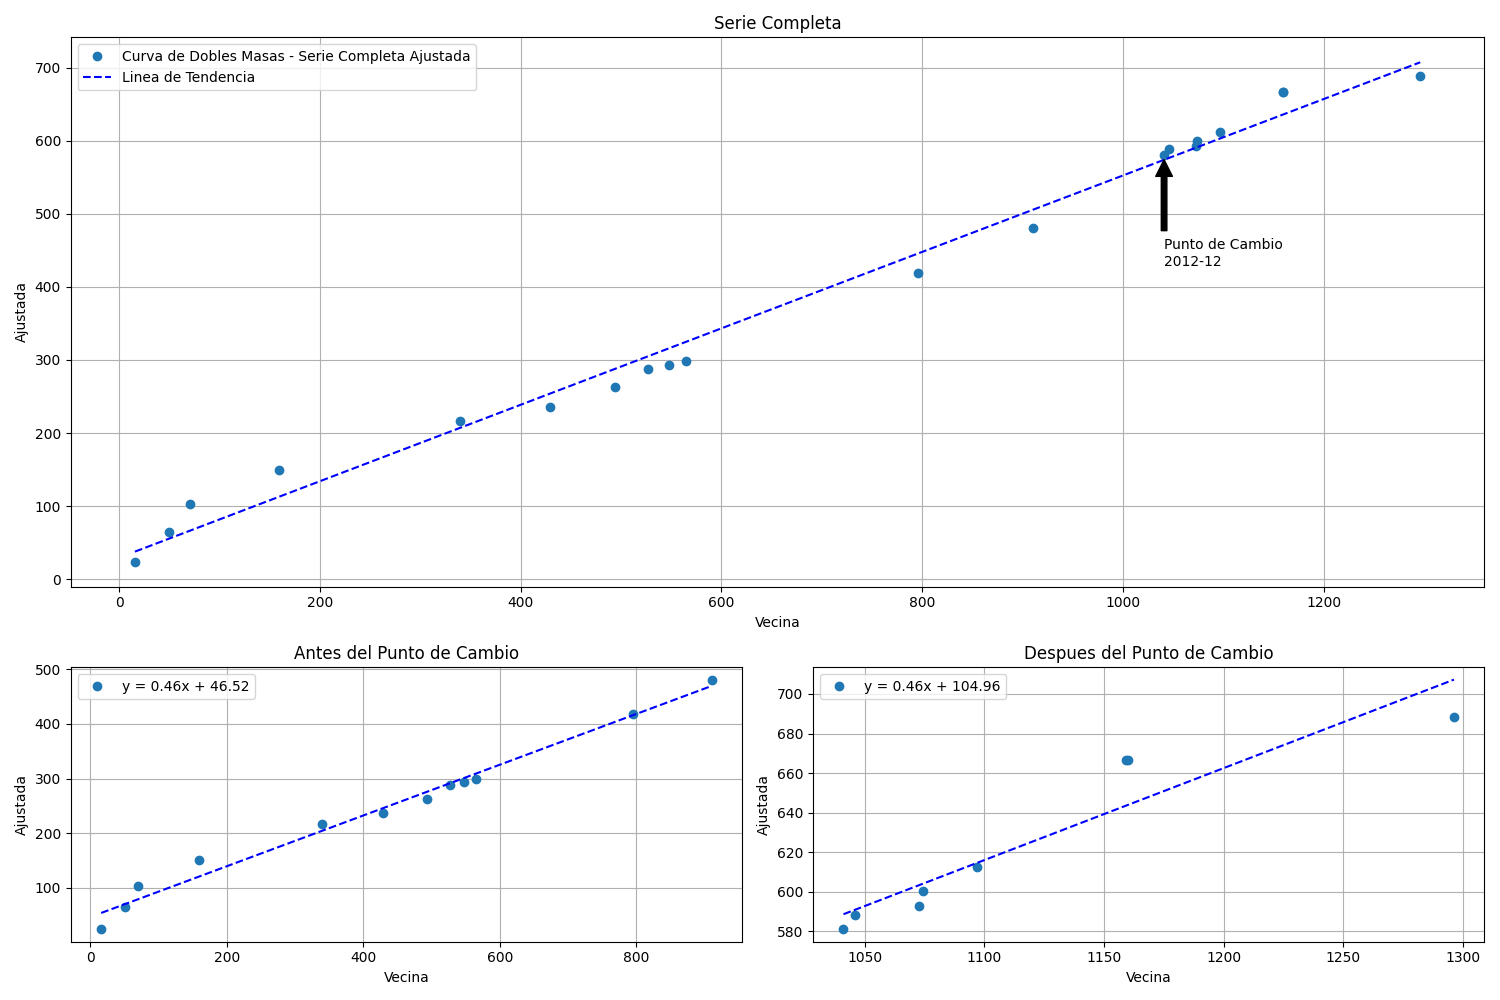 Serie Completa
Curva de Dobles Masas - Serie Completa Ajustada
Linea de Tendencia
700
600
500
400
300
200
100
0
Ajustada
Punto de Cambio
2012-12
0 200 400 600 800 1000 1200
Vecina
Antes del Punto de Cambio
y = 0.46x + 46.52
500
400
300
200
100
Ajustada
0 200 400 600 800
Vecina
Despues del Punto de Cambio
y = 0.46x + 104.96
700
680
660
640
620
600
580
Ajustada
1050 1100 1150 1200 1250 1300
Vecina